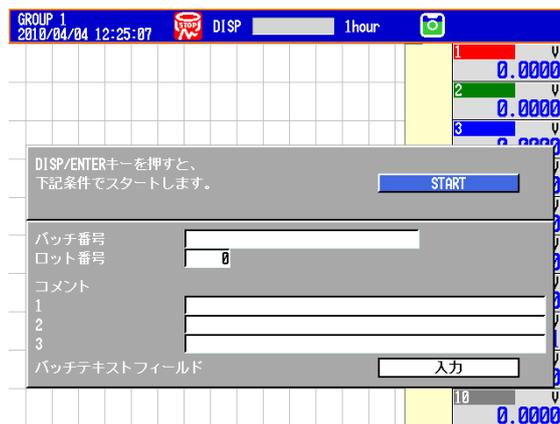 GROUP 1
2010/04/04 12:25:07
STOP
DISP
1hour
1 V
0.0000
2 V
0.0000
3 V
DISP/ENTERキーを押すと、
下記条件でスタートします。
START
バッチ番号
ロット番号 0
コメント
1
2
3
バッチテキストフィールド 入力
10 V
0.0000